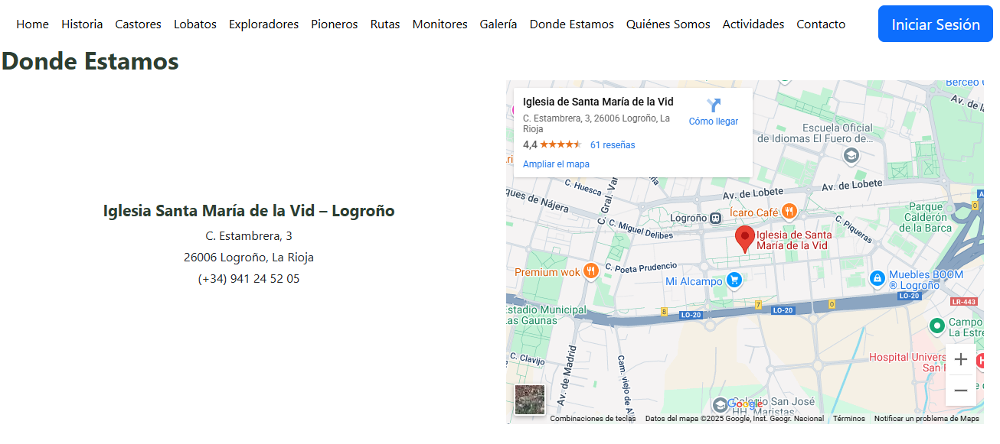 Home Historia Castores Lobatos Exploradores Pioneros Rutas Monitores Galería Donde Estamos Quiénes Somos Actividades Contacto Iniciar Sesión
Donde Estamos
Iglesia Santa María de la Vid – Logroño
C. Estambrera, 3
26006 Logroño, La Rioja
(+34) 941 24 52 05
Iglesia de Santa María de la Vid
C. Estambrera, 3, 26006 Logroño, La
Rioja
Cómo llegar
4,4 61 reseñas
Ampliar el mapa
Berceo
Av. de la
Escuela Oficial
de Idiomas El Fuero de...
C. Huesca
C. Gral.
Av. de Lobete
Av. de Lobete
ques de Nájera
Logroño
Ícaro Café
Parque
Calderón
de la Barca
A
0
C. Miguel Delibes
C. Piqueras
Iglesia de Santa
María de la Vid
C. Poeta Prudencio
Premium wok
Mi Alcampo
Muebles BOOM
® Logroño
LO-20
LR-443
8
LO-20
7
LO-20
0
Estadio Municipal
Las Gaunas
Campo
La Estre
C. Clavijo
Av. de Madrid
Cam. viejo de
Hospital Univers
San
Colegio San José
HH. Maristas
Google
+
−
Combinaciones de teclas Datos del mapa ©2025 Google, Inst. Geogr. Nacional Términos Notificar un problema de Maps